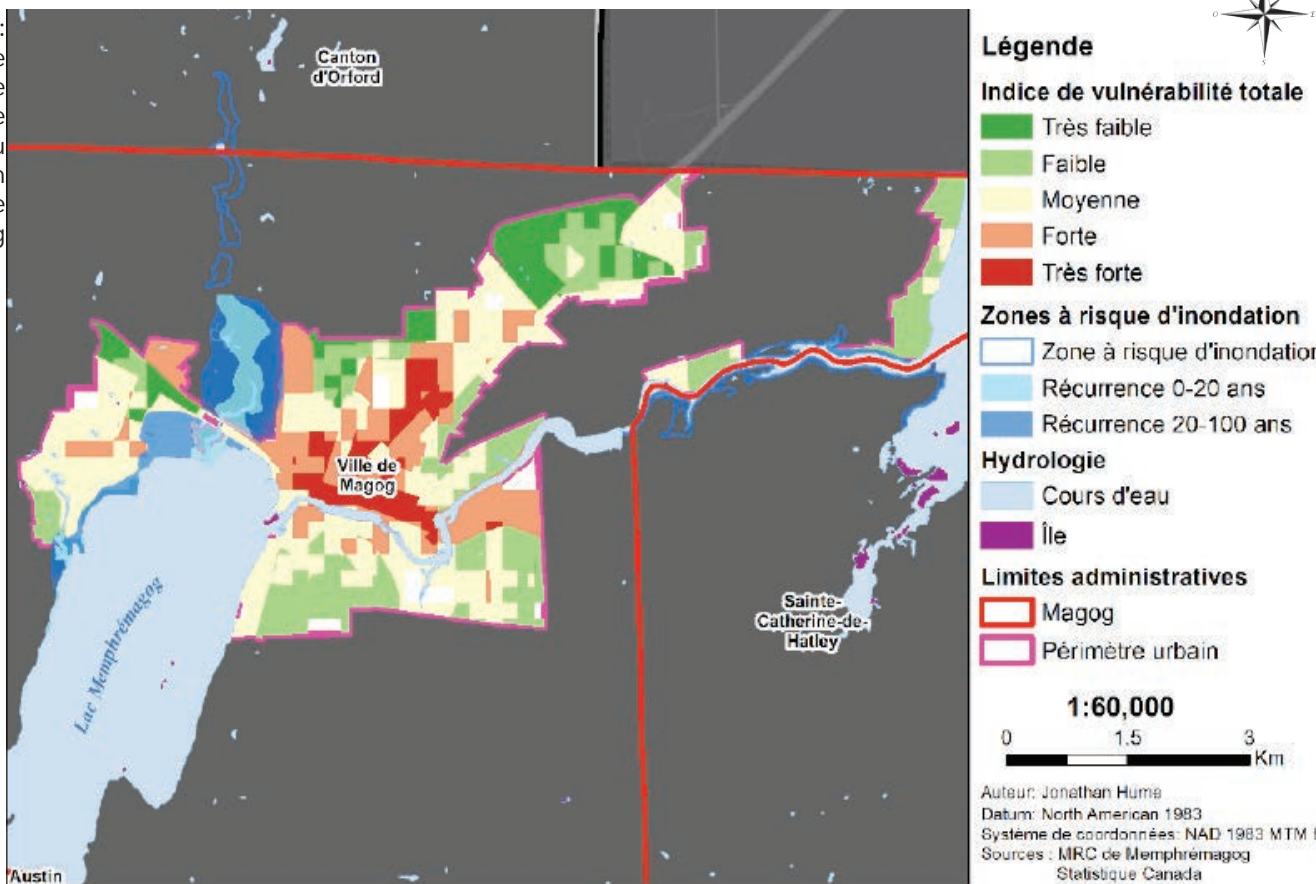 Canton
d'Orford
Ville de
Magog
Lac Memphrémagog
Sainte-
Catherine-de-
Hatley
Austin
O
E
S
Légende
Indice de vulnérabilité totale
Très faible
Faible
Moyenne
Forte
Très forte
Zones à risque d'inondation
Zone à risque d'inondation
Récurrence 0-20 ans
Récurrence 20-100 ans
Hydrologie
Cours d'eau
Île
Limites administratives
Magog
Périmètre urbain
1:60,000
0 1.5 3
Km
Auteur: Jonathan Hume
Datum: North American 1983
Système de coordonnées: NAD 1983 MTM
Sources : MRC de Memphrémagog
Statistique Canada